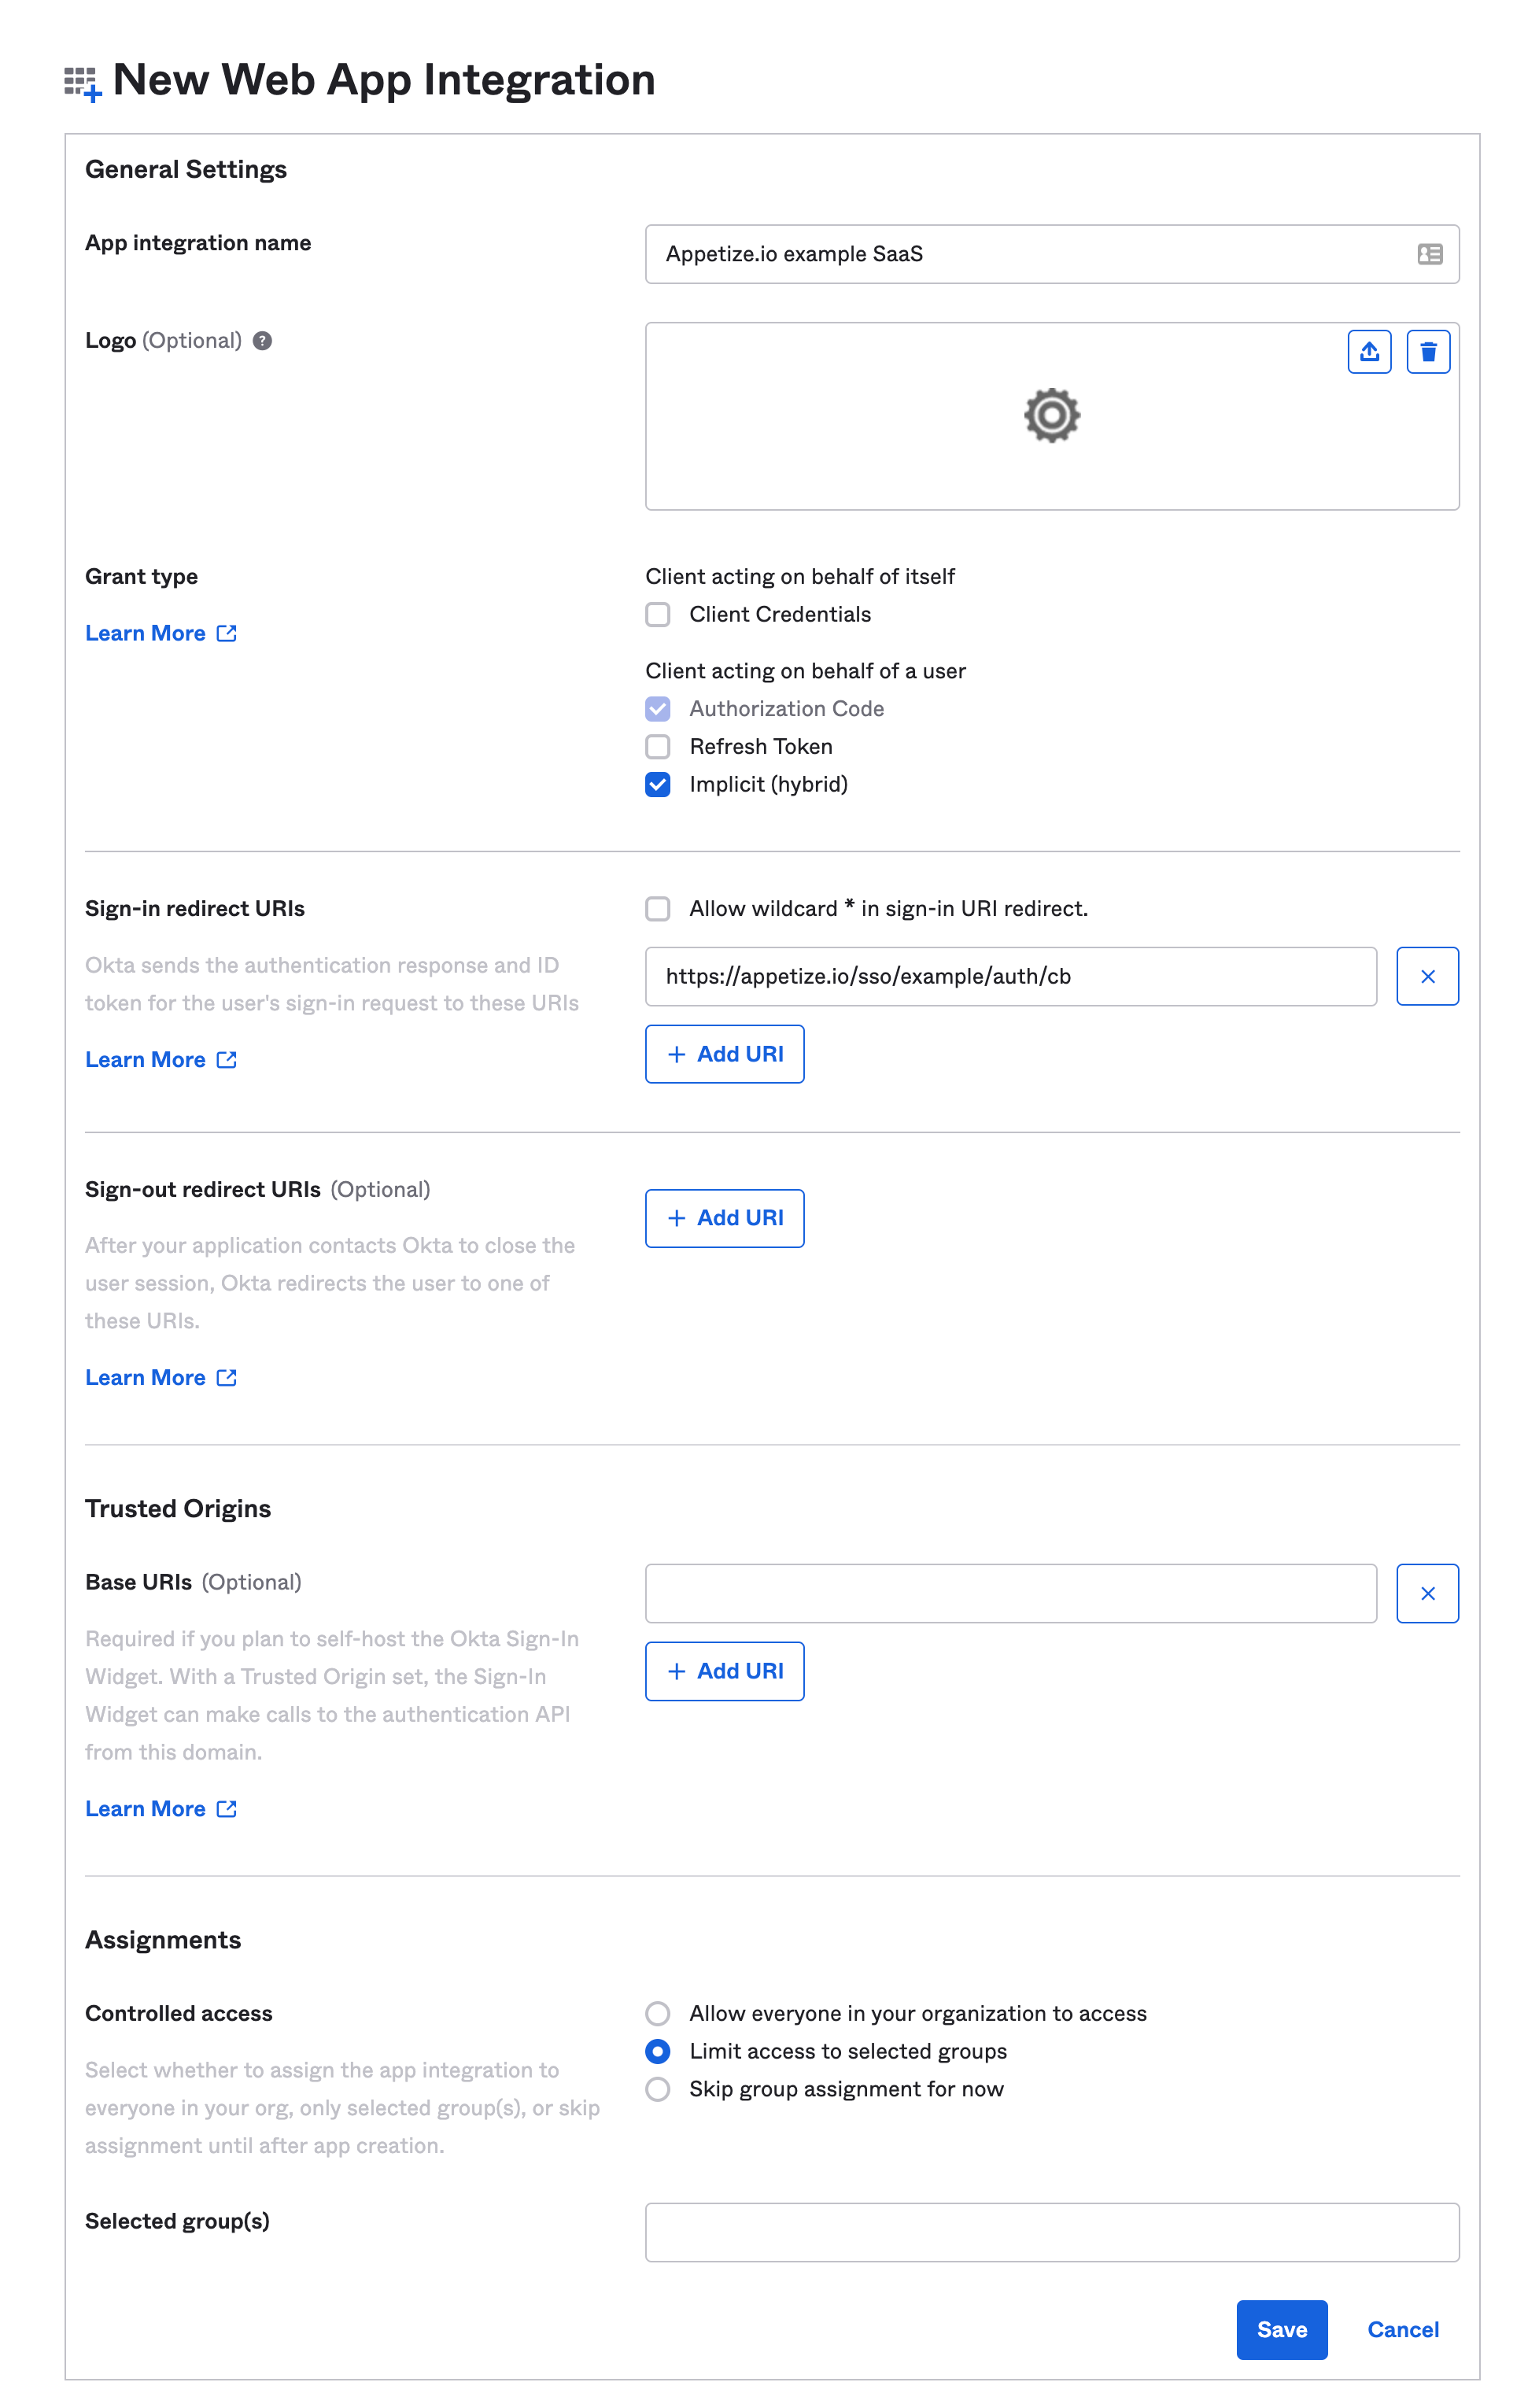 New Web App Integration
General Settings
App integration name
Appetize.io example SaaS
Logo (Optional) ?
Grant type
Learn More
Client acting on behalf of itself
Client Credentials
Client acting on behalf of a user
Authorization Code
Refresh Token
Implicit (hybrid)
Sign-in redirect URIs
Okta sends the authentication response and ID
token for the user's sign-in request to these URIs
Learn More
Allow wildcard * in sign-in URI redirect.
https://appetize.io/sso/example/auth/cb
+ Add URI
Sign-out redirect URIs (Optional)
After your application contacts Okta to close the
user session, Okta redirects the user to one of
these URIs.
Learn More
+ Add URI
Trusted Origins
Base URIs (Optional)
Required if you plan to self-host the Okta Sign-In
Widget. With a Trusted Origin set, the Sign-In
Widget can make calls to the authentication API
from this domain.
Learn More
+ Add URI
Assignments
Controlled access
Select whether to assign the app integration to
everyone in your org, only selected group(s), or skip
assignment until after app creation.
Allow everyone in your organization to access
Limit access to selected groups
Skip group assignment for now
Selected group(s)
Save
Cancel